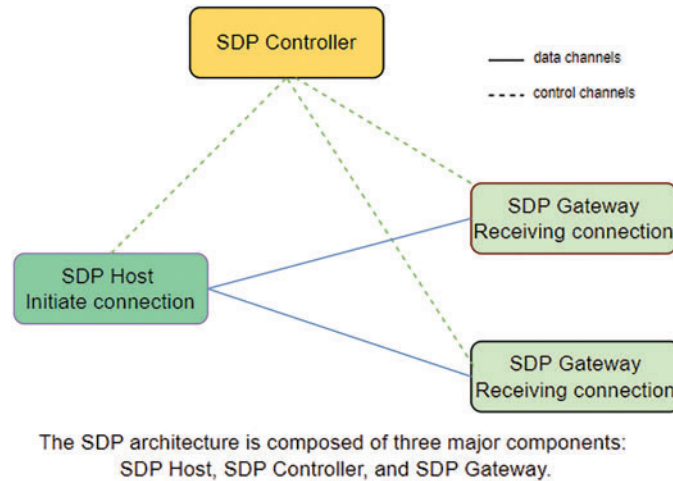 SDP Controller
data channels
control channels
SDP Gateway
Receiving connection
SDP Host
Initiate connection
SDP Gateway
Receiving connection
The SDP architecture is composed of three major components:
SDP Host, SDP Controller, and SDP Gateway.